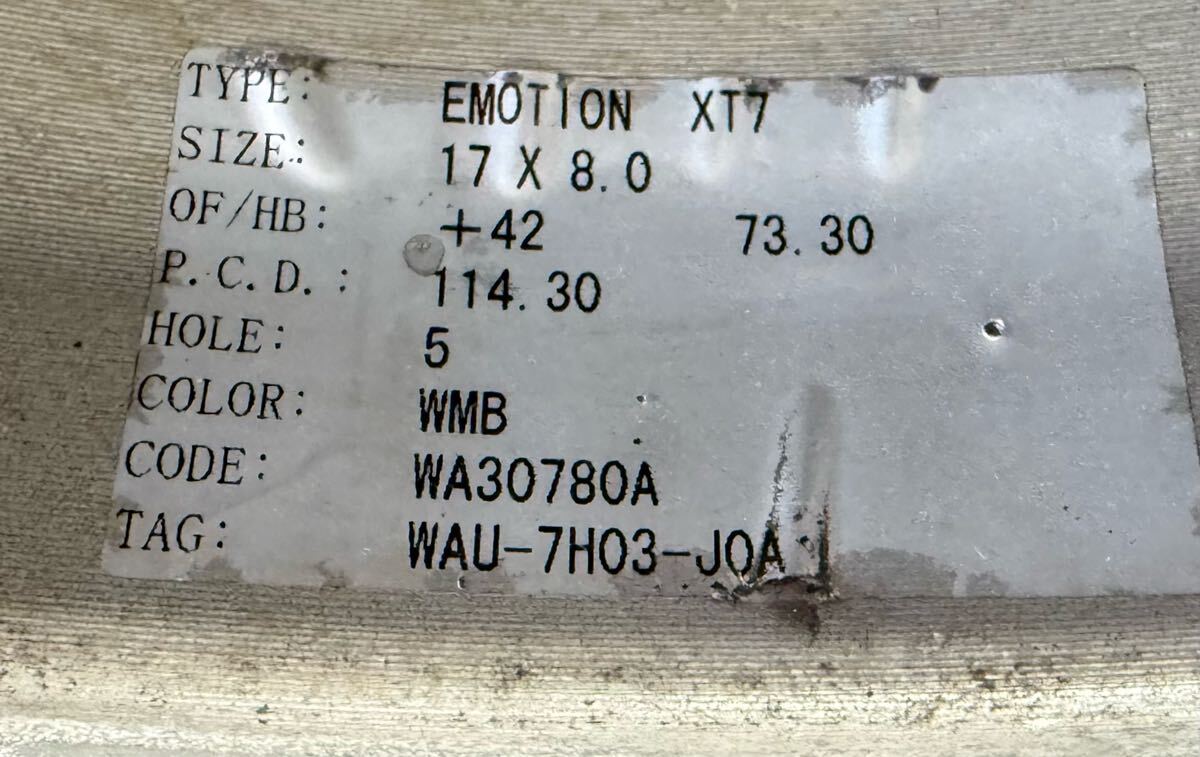 TYPE: EMOTION XT7
SIZE: 17 X 8.0
OF/HB: +42 73.30
P.C.D.: 114.30
HOLE: 5
COLOR: WMB
CODE: WA30780A
TAG: WAU-7H03-J0A